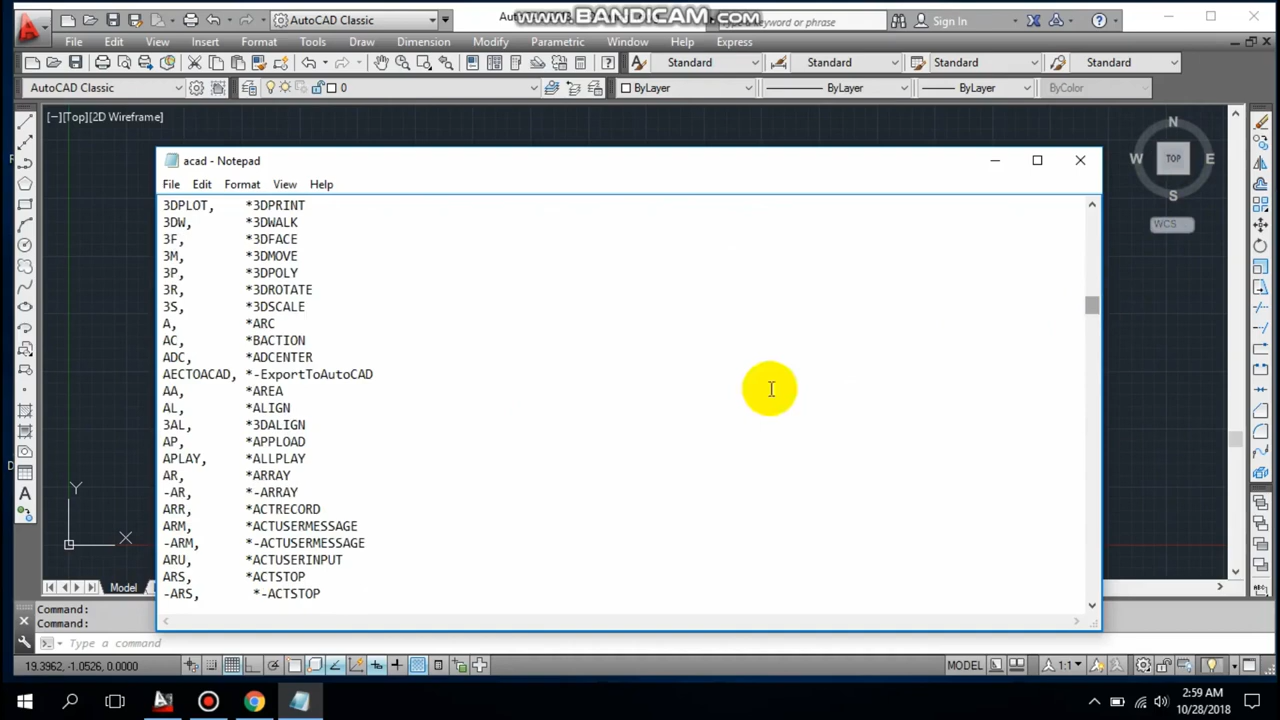 www.BANDICAM.com
AutoCAD Classic
Keyword or phrase
Sign In
File Edit View Insert Format Tools Draw Dimension Modify Parametric Window Help Express
Standard Standard Standard Standard
AutoCAD Classic 0 ByLayer ByLayer ByLayer ByColor
[−][Top][2D Wireframe]
N
W TOP E
S
WCS
acad - Notepad
File Edit Format View Help
3DPLOT, *3DPRINT
3DW, *3DWALK
3F, *3DFACE
3M, *3DMOVE
3P, *3DPOLY
3R, *3DROTATE
3S, *3DSCALE
A, *ARC
AC, *BACTION
ADC, *ADCENTER
AECTOACAD, *-ExportToAutoCAD
AA, *AREA
AL, *ALIGN
3AL, *3DALIGN
AP, *APPLOAD
APLAY, *ALLPLAY
AR, *ARRAY
-AR, *-ARRAY
ARR, *ACTRECORD
ARM, *ACTUSERMESSAGE
-ARM, *-ACTUSERMESSAGE
ARU, *ACTUSERINPUT
ARS, *ACTSTOP
-ARS, *-ACTSTOP
Y
X
Model
Command:
Command:
Type a command
19.3962, -1.0526, 0.0000
MODEL
1:1
2:59 AM
10/28/2018